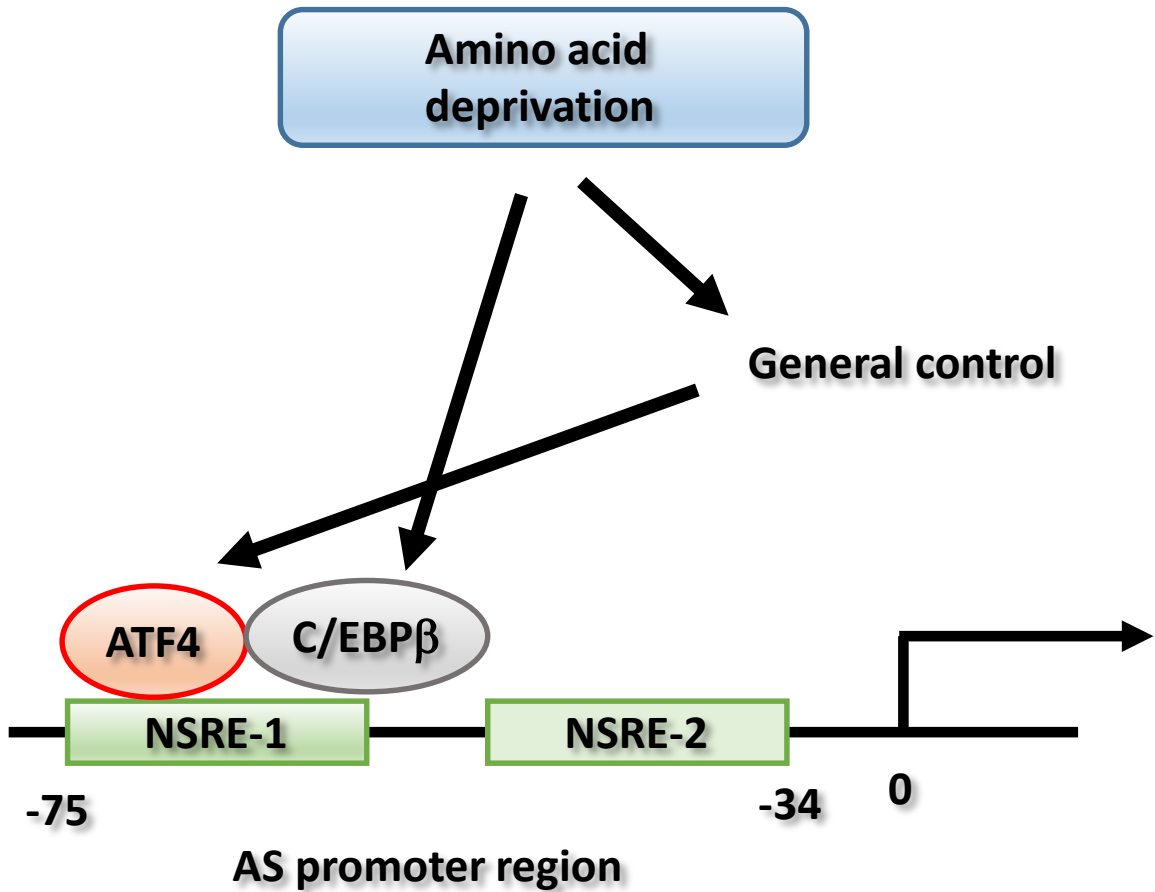 Amino acid
deprivation
General control
ATF4
C/EBPβ
NSRE-1
NSRE-2
-75
-34
0
AS promoter region